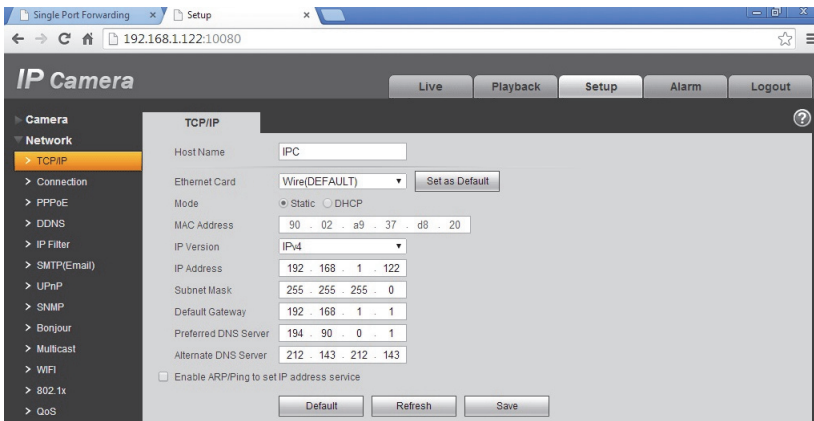 Single Port Forwarding × Setup ×
192.168.1.122:10080
IP Camera
Live Playback Setup Alarm Logout
Camera
Network
> TCP/IP
> Connection
> PPPoE
> DDNS
> IP Filter
> SMTP(Email)
> UPnP
> SNMP
> Bonjour
> Multicast
> WIFI
> 802.1x
> QoS
TCP/IP
?
Host Name IPC
Ethernet Card Wire(DEFAULT) Set as Default
Mode Static DHCP
MAC Address 90 . 02 . a9 . 37 . d8 . 20
IP Version IPv4
IP Address 192 . 168 . 1 . 122
Subnet Mask 255 . 255 . 255 . 0
Default Gateway 192 . 168 . 1 . 1
Preferred DNS Server 194 . 90 . 0 . 1
Alternate DNS Server 212 . 143 . 212 . 143
Enable ARP/Ping to set IP address service
Default Refresh Save